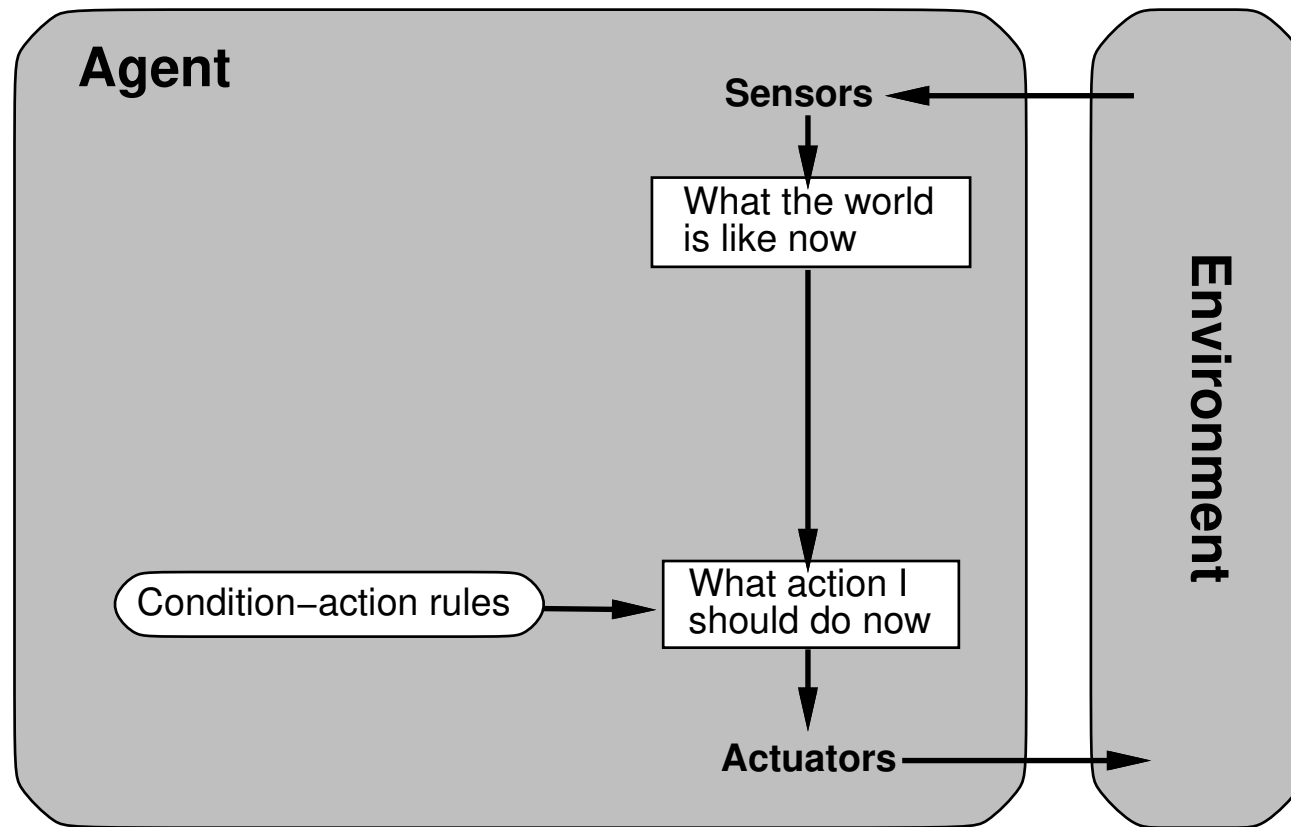 Agent
Sensors
What the world
is like now
Environment
Condition−action rules
What action I
should do now
Actuators